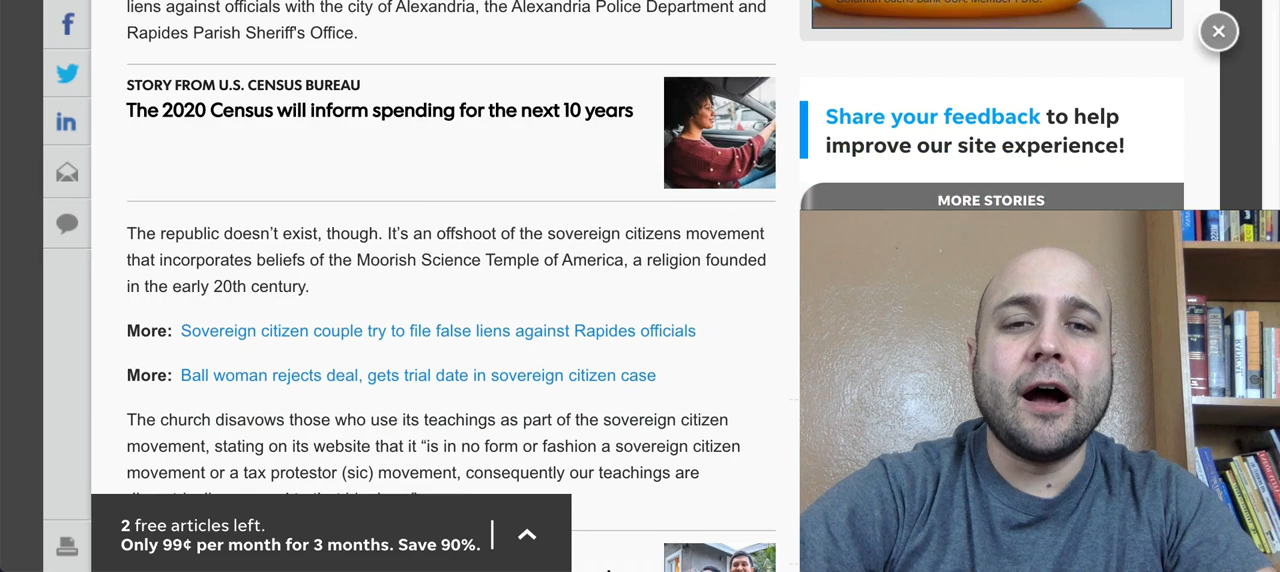 liens against officials with the city of Alexandria, the Alexandria Police Department and
Rapides Parish Sheriff's Office.
STORY FROM U.S. CENSUS BUREAU
The 2020 Census will inform spending for the next 10 years
The republic doesn’t exist, though. It’s an offshot of the sovereign citizens movement
that incorporates beliefs of the Moorish Science Temple of America, a religion founded
in the early 20th century.
More: Sovereign citizen couple try to file false liens against Rapides officials
More: Ball woman rejects deal, gets trial date in sovereign citizen case
The church disavows those who use its teachings as part of the sovereign citizen
movement, stating on its website that it “is in no form or fashion a sovereign citizen
movement or a tax protestor (sic) movement, consequently our teachings are
2 free articles left.
Only 99¢ per month for 3 months. Save 90%.
Share your feedback to help
improve our site experience!
MORE STORIES